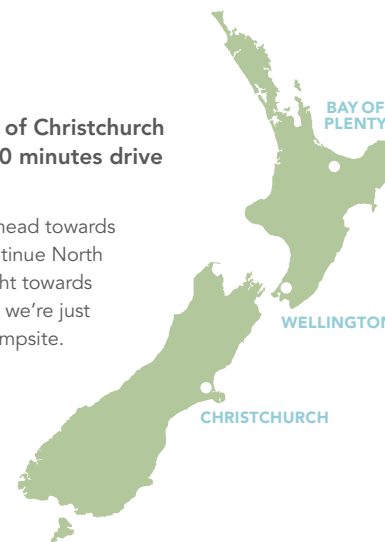 of Christchurch
0 minutes drive
head towards
tinue North
ht towards
we're just
mpsite.
BAY OF
PLENTY
WELLINGTON
CHRISTCHURCH